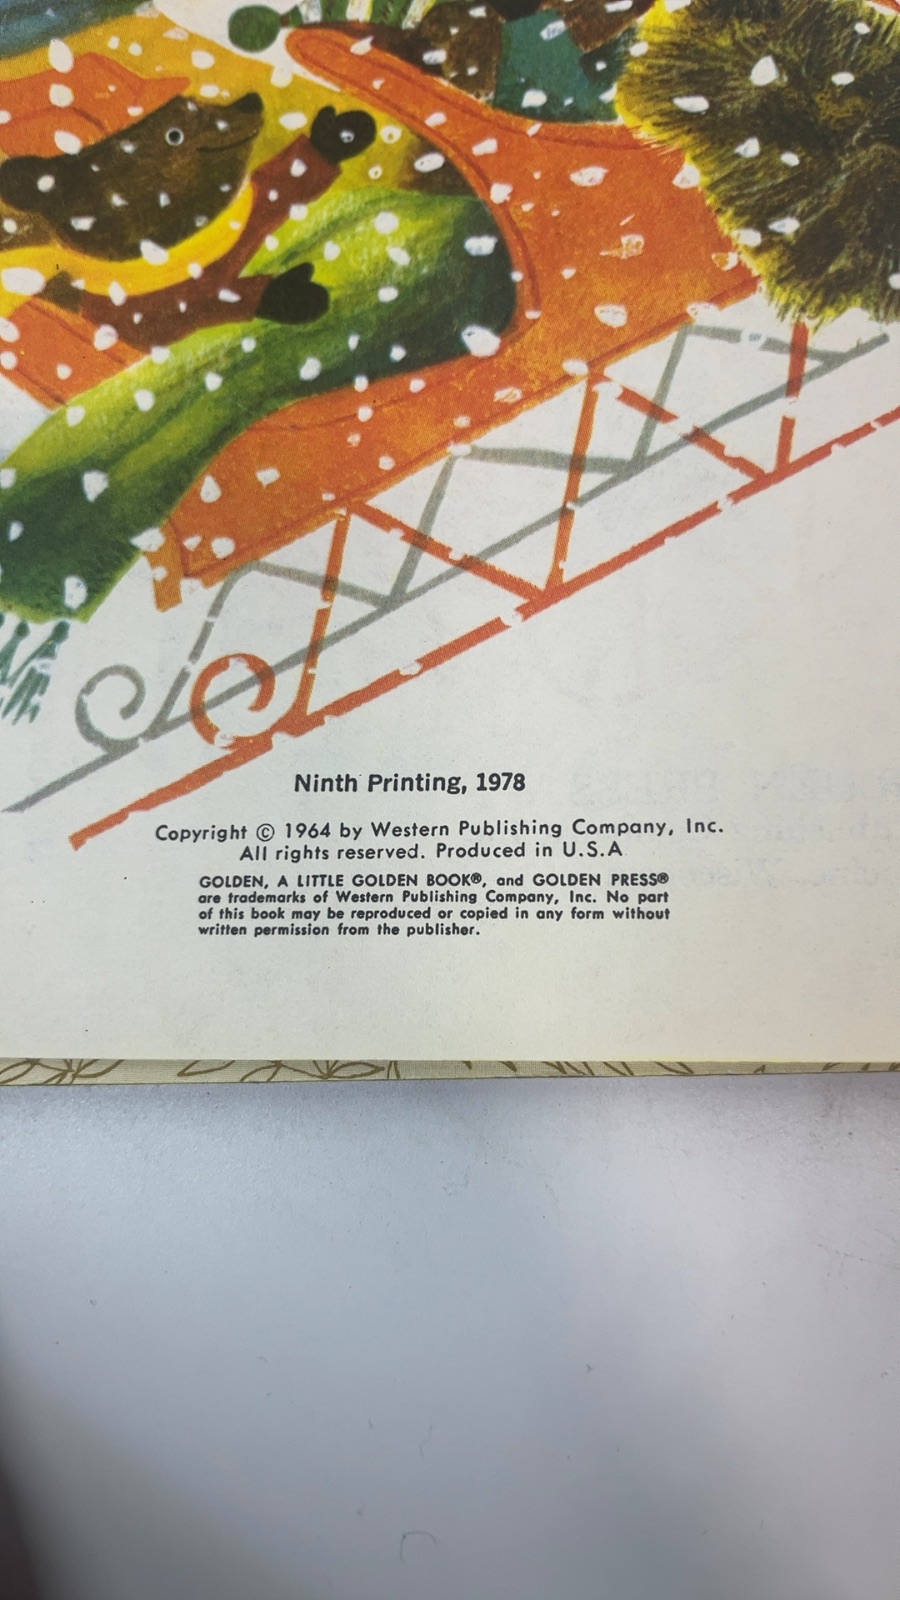 Ninth Printing, 1978
Copyright © 1964 by Western Publishing Company, Inc.
All rights reserved. Produced in U.S.A
GOLDEN, A LITTLE GOLDEN BOOK®, and GOLDEN PRESS®
are trademarks of Western Publishing Company, Inc. No part
of this book may be reproduced or copied in any form without
written permission from the publisher.